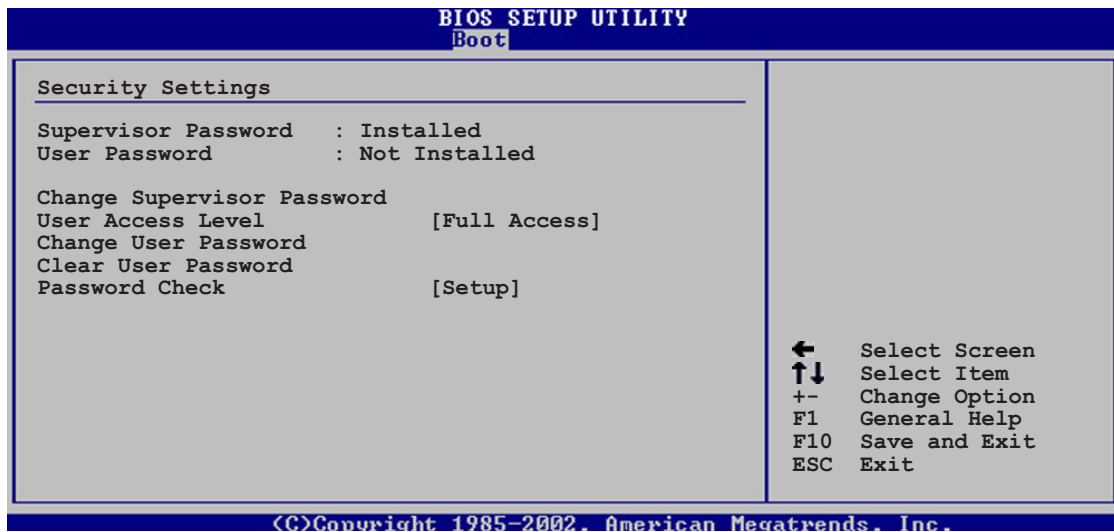 BIOS SETUP UTILITY
Boot
Security Settings
Supervisor Password : Installed
User Password : Not Installed
Change Supervisor Password
User Access Level [Full Access]
Change User Password
Clear User Password
Password Check [Setup]
← Select Screen
↑↓ Select Item
+- Change Option
F1 General Help
F10 Save and Exit
ESC Exit
(C)Copyright 1985-2002, American Megatrends, Inc.